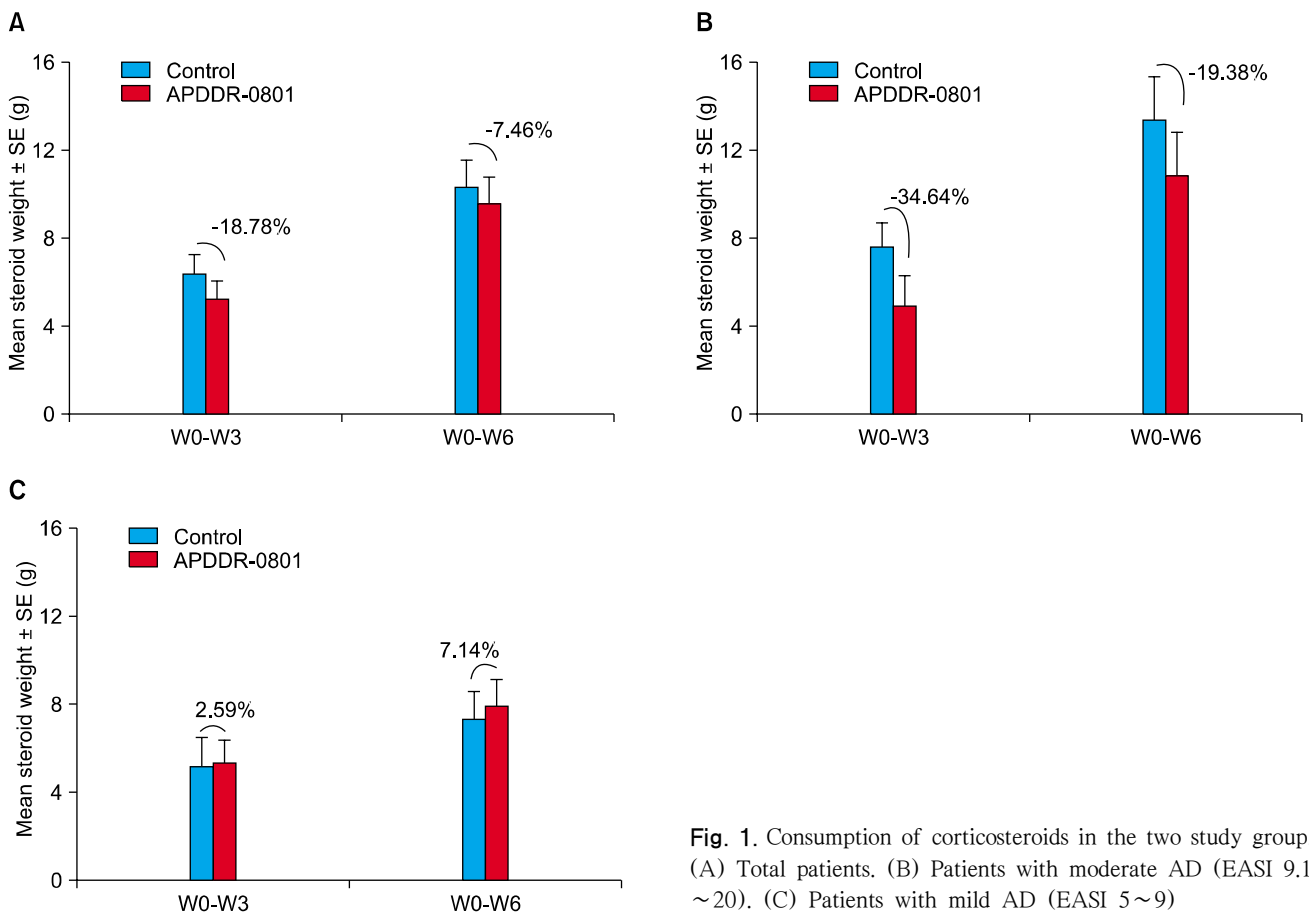 A
Mean steroid weight ± SE (g)
16
12
8
4
0
Control
APDDR-0801
-18.78%
-7.46%
W0-W3
W0-W6
B
Mean steroid weight ± SE (g)
16
12
8
4
0
Control
APDDR-0801
-34.64%
-19.38%
W0-W3
W0-W6
C
Mean steroid weight ± SE (g)
16
12
8
4
0
Control
APDDR-0801
2.59%
7.14%
W0-W3
W0-W6
Fig. 1. Consumption of corticosteroids in the two study group
(A) Total patients. (B) Patients with moderate AD (EASI 9.1
~20). (C) Patients with mild AD (EASI 5~9)